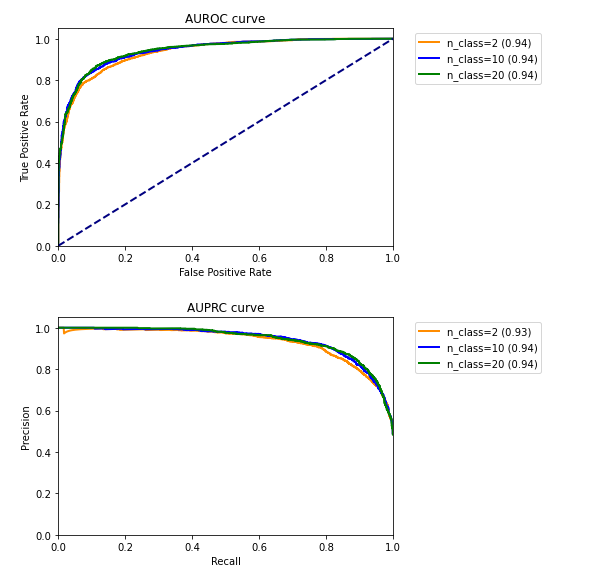 AUROC curve
1.0
0.8
0.6
0.4
0.2
0.0
True Positive Rate
0.0 0.2 0.4 0.6 0.8 1.0
False Positive Rate
n_class=2 (0.94)
n_class=10 (0.94)
n_class=20 (0.94)
AUPRC curve
1.0
0.8
0.6
0.4
0.2
0.0
Precision
0.0 0.2 0.4 0.6 0.8 1.0
Recall
n_class=2 (0.93)
n_class=10 (0.94)
n_class=20 (0.94)